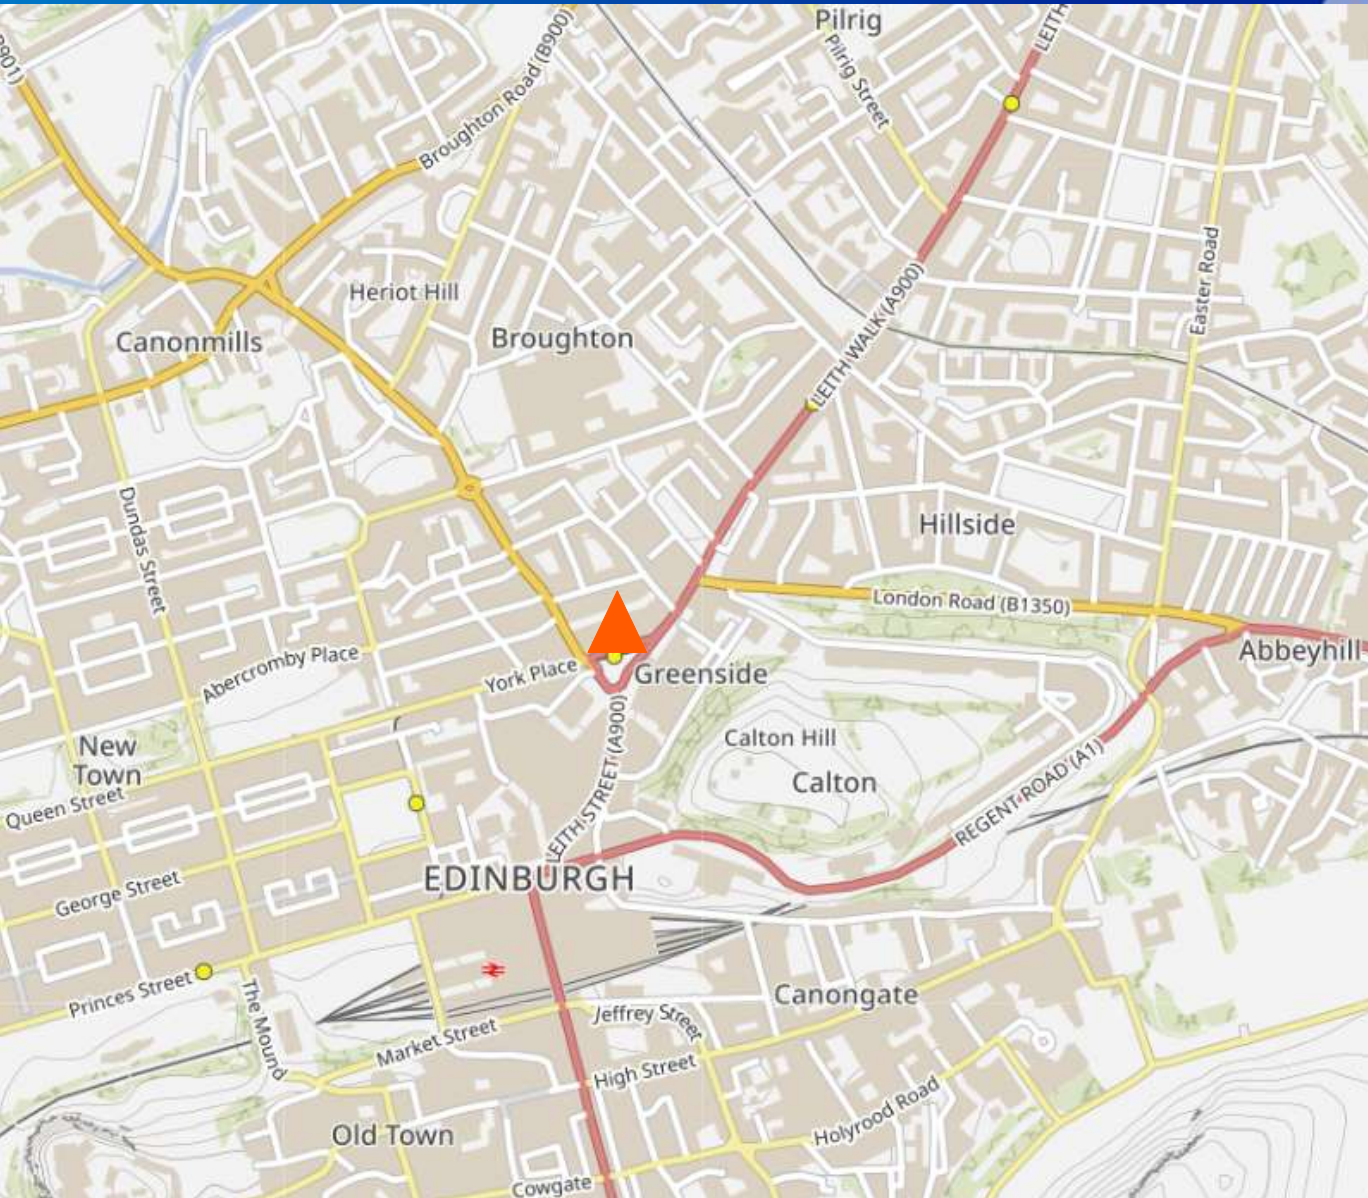 Pilrig
LEITH
B901)
Broughton Road (B900)
Pilrig Street
Easter Road
Heriot Hill
Canonmills
Broughton
LEITH WALK (A900)
Dundas Street
Hillside
London Road (B1350)
Abbeyhill
Abercromby Place
York Place
Greenside
LEITH STREET (A900)
New
Town
Calton Hill
Calton
Queen Street
REGENT ROAD (A1)
George Street
EDINBURGH
Princes Street
The Mound
Canongate
Jeffrey Street
Market Street
High Street
Holyrood Road
Old Town
Cowgate